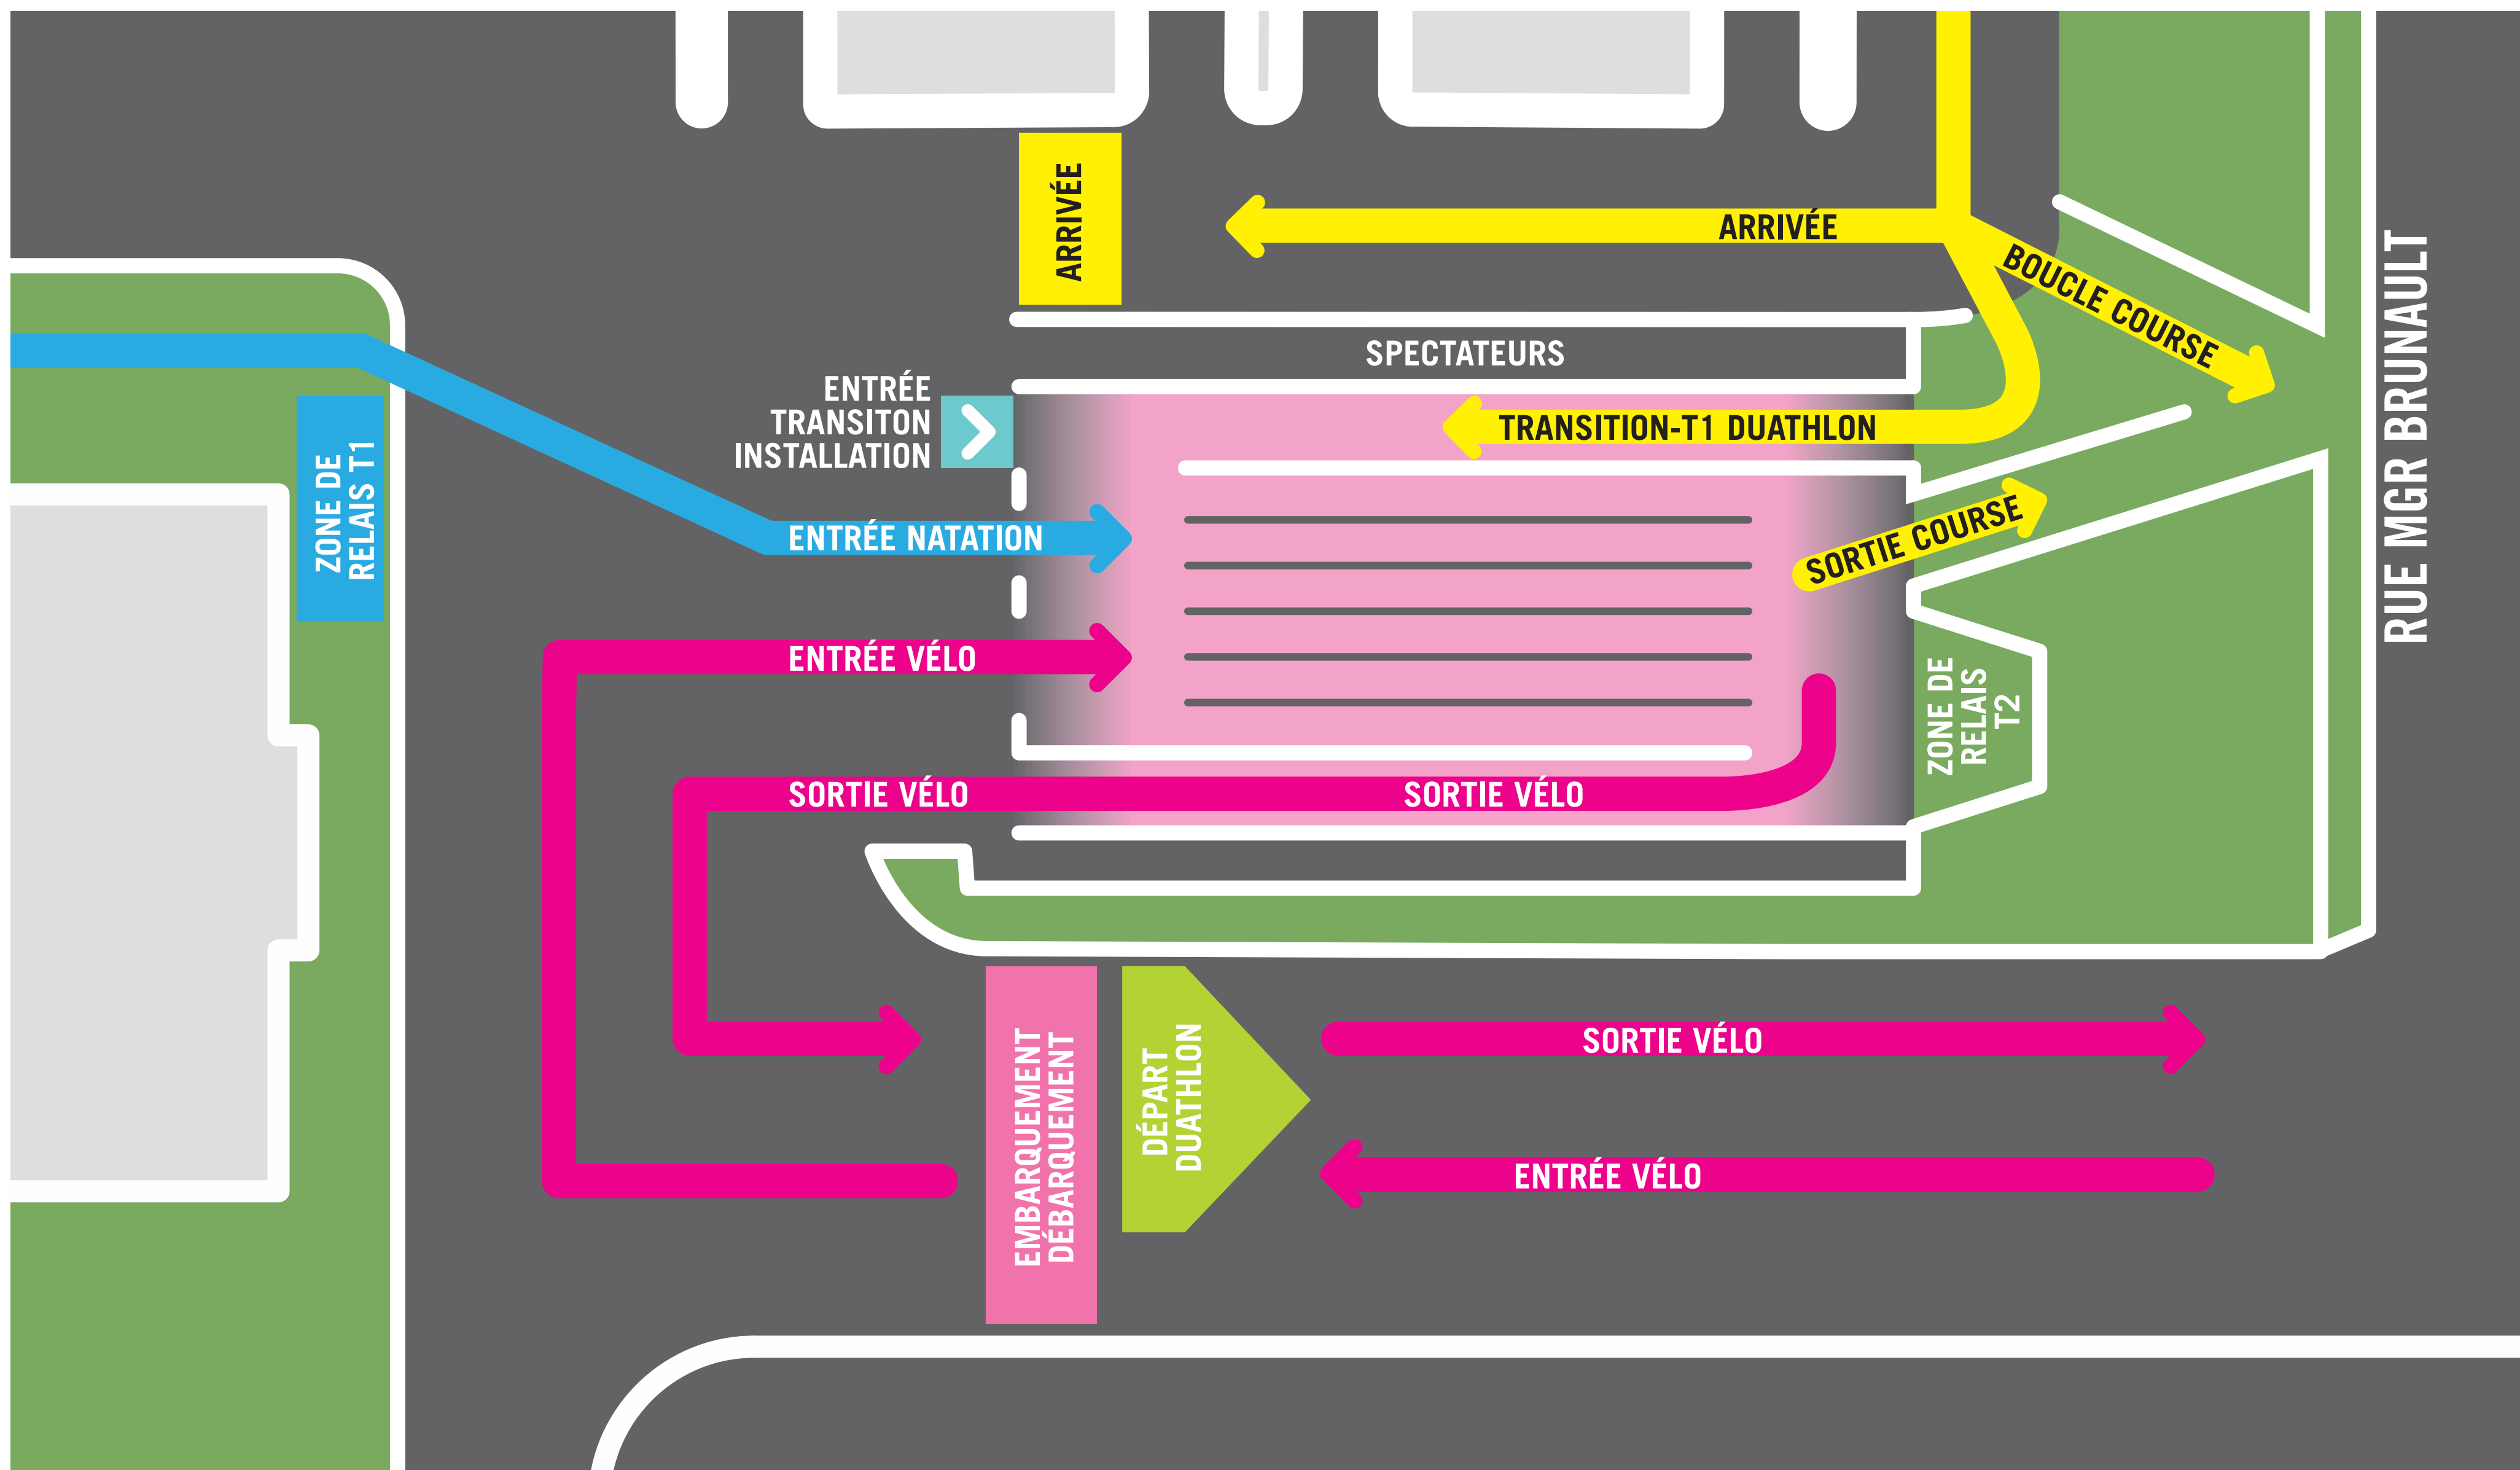 ARRIVÉE
ARRIVÉE
BOUCLE COURSE
RUE MGR BRUNAULT
SPECTATEURS
ENTRÉE
TRANSITON
INSTALLATION
TRANSITION-T1 DUATHLON
ZONE DE
RELAIS T1
ENTRÉE NATATION
SORTIE COURSE
ENTRÉE VÉLO
ZONE DE
RELAIS
T2
SORTIE VÉLO
SORTIE VÉLO
EMBARQUEMENT
DÉBARQUEMENT
DÉPART
DUATHLON
SORTIE VÉLO
ENTRÉE VÉLO